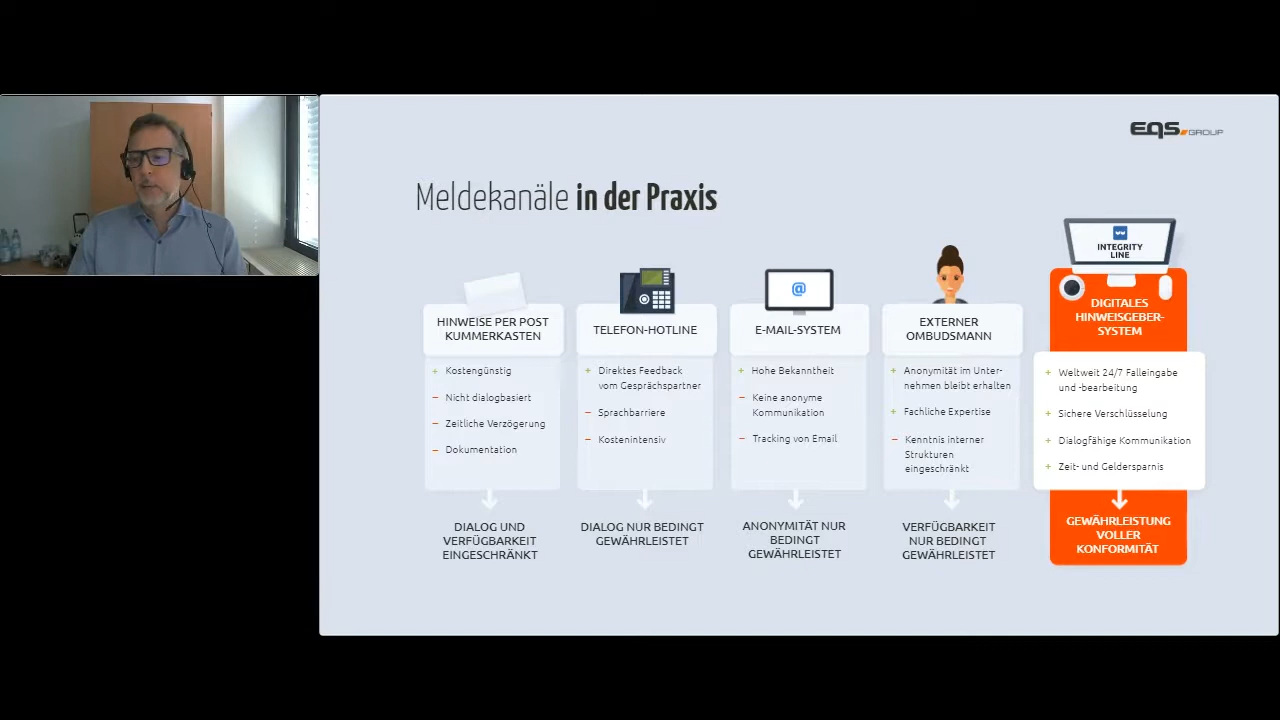 EQS GROUP
Meldekanäle in der Praxis
HINWEISE PER POST
KUMMERKASTEN
+ Kostengünstig
– Nicht dialogbasiert
– Zeitliche Verzögerung
– Dokumentation
DIALOG UND
VERFÜGBARKEIT
EINGESCHRÄNKT
TELEFON-HOTLINE
+ Direktes Feedback
vom Gesprächspartner
– Sprachbarriere
– Kostenintensiv
DIALOG NUR BEDINGT
GEWÄHRLEISTET
@
E-MAIL-SYSTEM
+ Hohe Bekanntheit
– Keine anonyme
Kommunikation
– Tracking von Email
ANONYMITÄT NUR
BEDINGT
GEWÄHRLEISTET
EXTERNER
OMBUDSMANN
+ Anonymität im Unter-
nehmen bleibt erhalten
+ Fachliche Expertise
– Kenntnis interner
Strukturen
eingeschränkt
VERFÜGBARKEIT
NUR BEDINGT
GEWÄHRLEISTET
INTEGRITY
LINE
DIGITALES
HINWEISGEBER-
SYSTEM
+ Weltweit 24/7 Falleingabe
und -bearbeitung
+ Sichere Verschlüsselung
+ Dialogfähige Kommunikation
+ Zeit- und Geldersparnis
GEWÄHRLEISTUNG
VOLLER
KONFORMITÄT